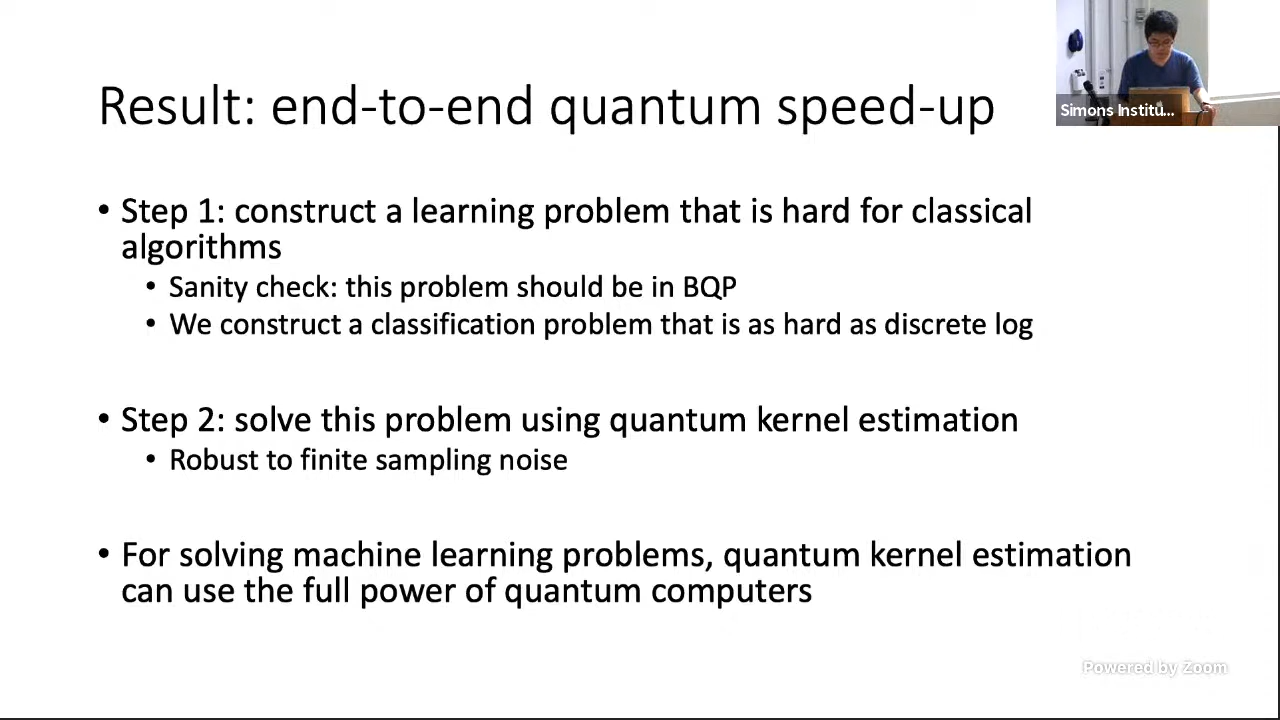 Result: end-to-end quantum speed-up
Simons Institu...
• Step 1: construct a learning problem that is hard for classical
algorithms
• Sanity check: this problem should be in BQP
• We construct a classification problem that is as hard as discrete log
• Step 2: solve this problem using quantum kernel estimation
• Robust to finite sampling noise
• For solving machine learning problems, quantum kernel estimation
can use the full power of quantum computers
Powered by Zoom